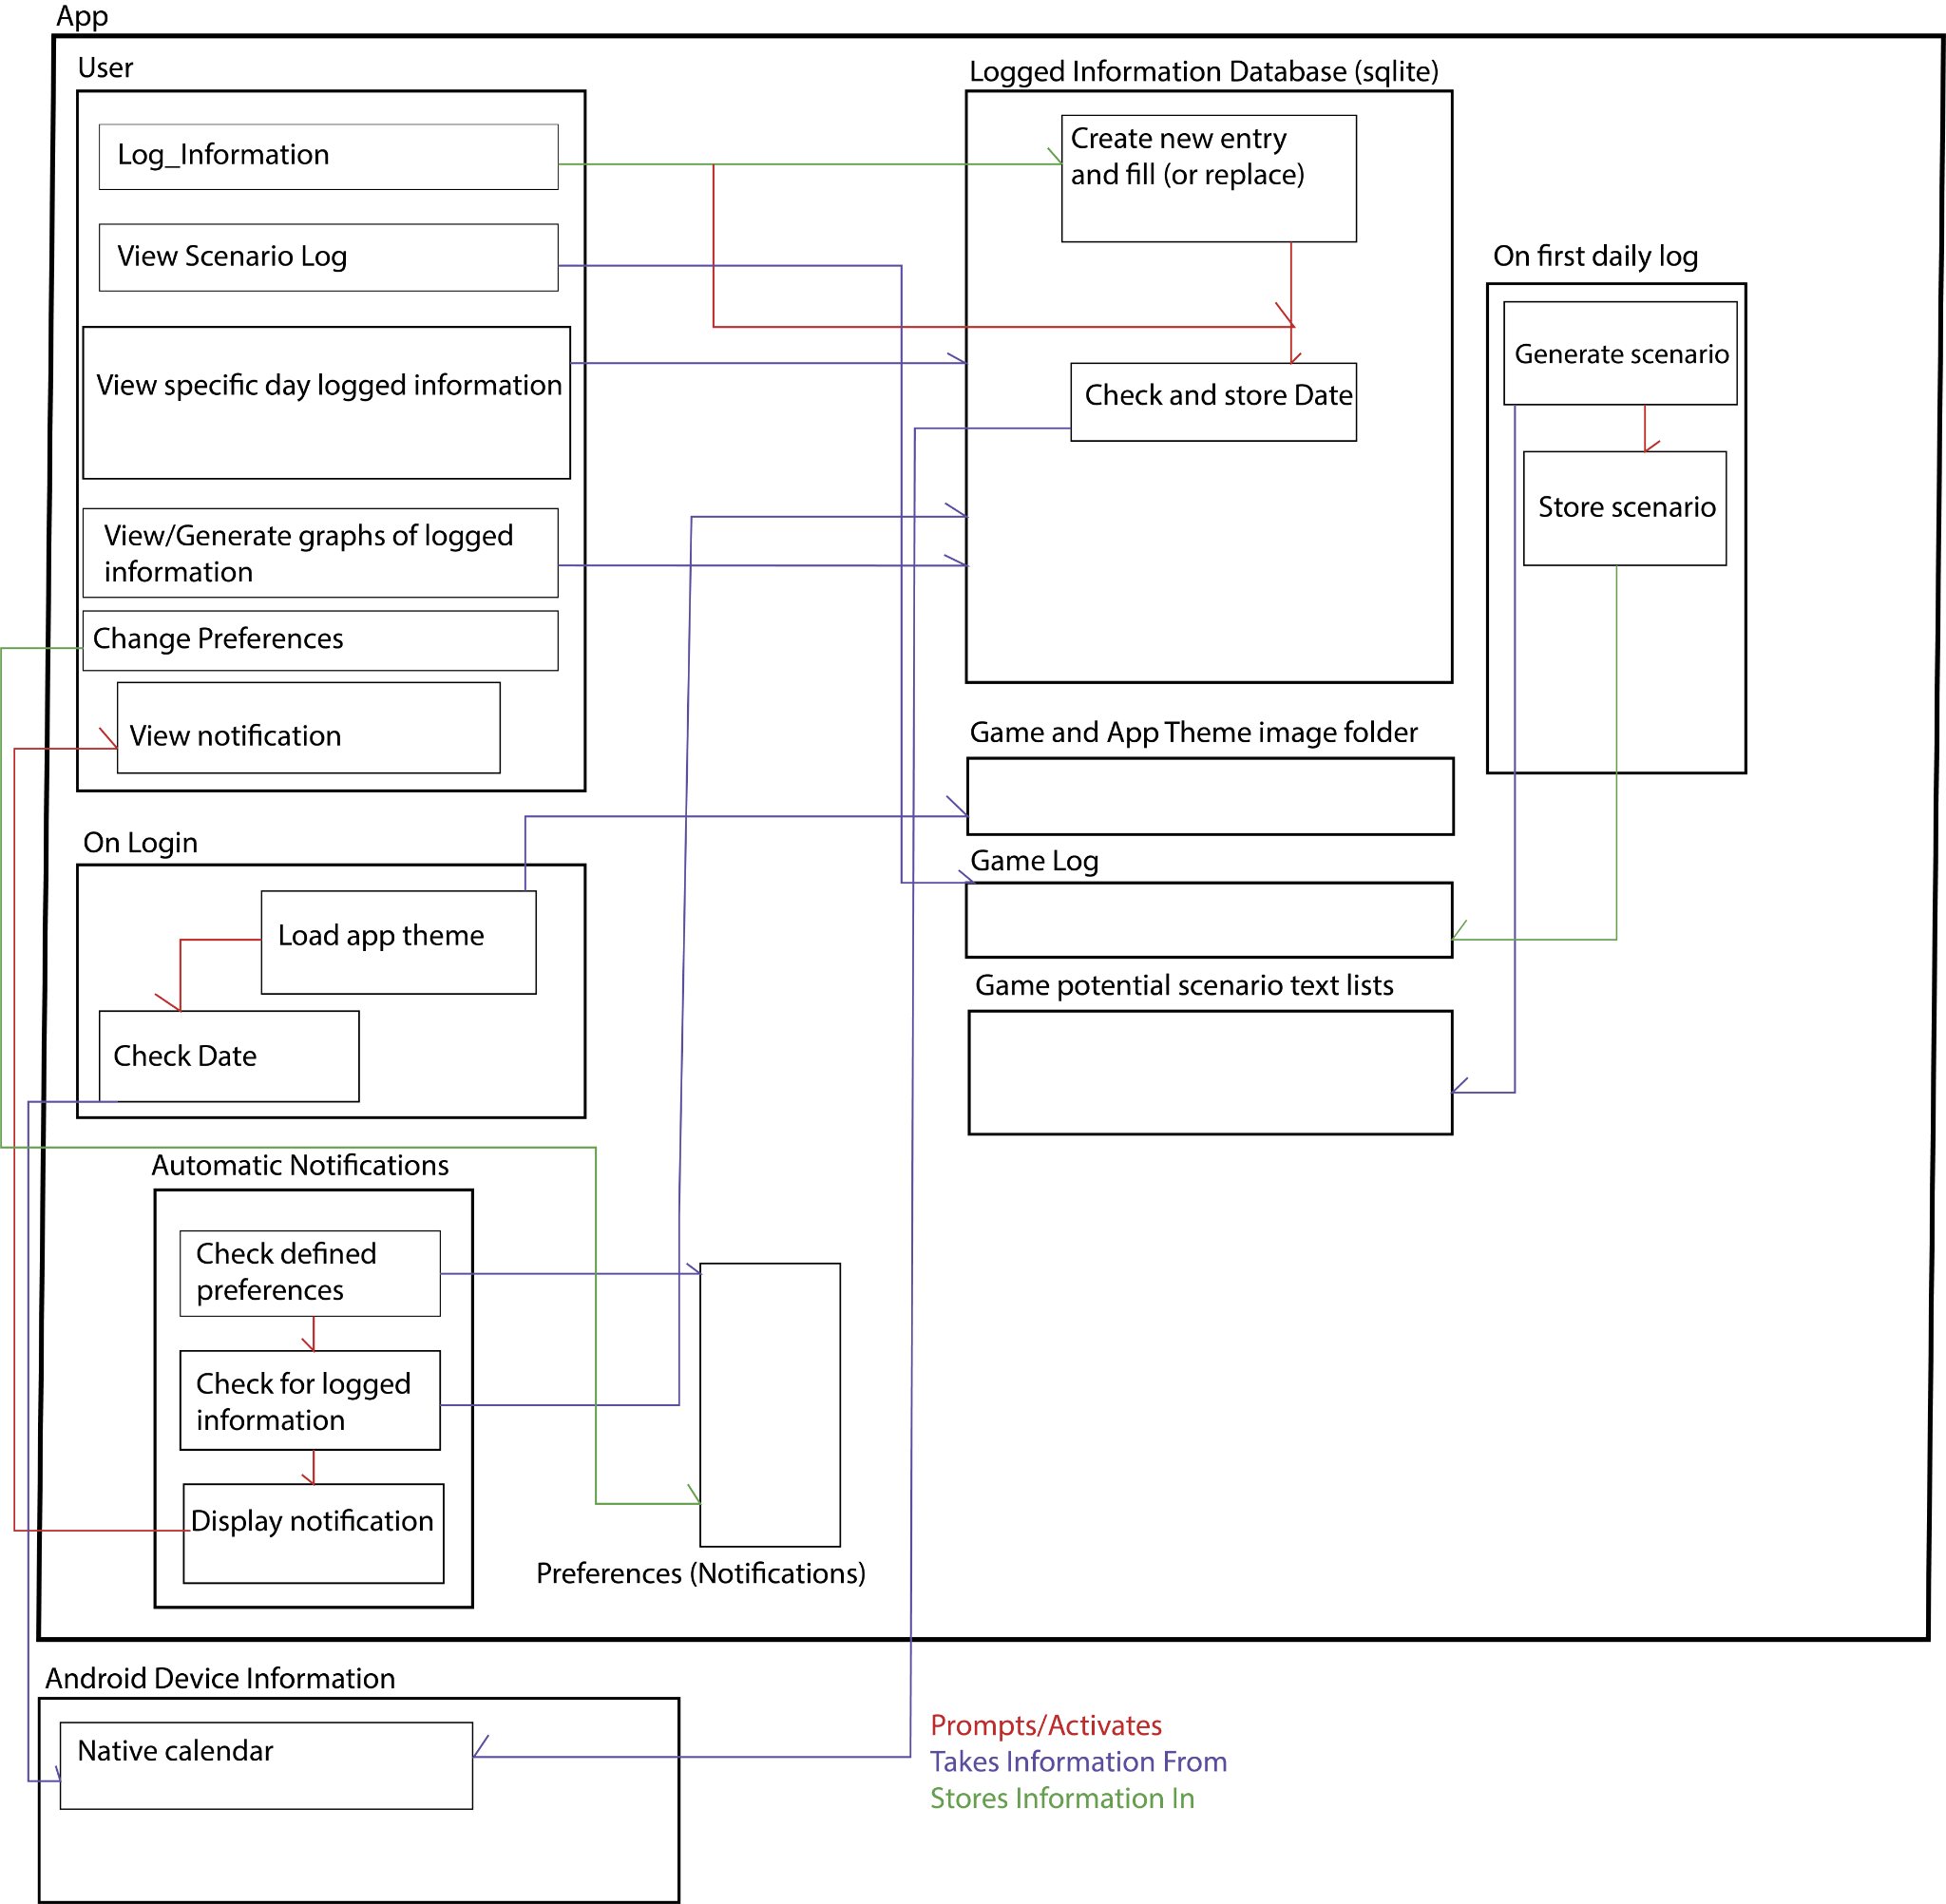 App
User
Log_Information
View Scenario Log
View specific day logged information
View/Generate graphs of logged
information
Change Preferences
View notification
On Login
Load app theme
Check Date
Automatic Notifications
Check defined
preferences
Check for logged
information
Display notification
Preferences (Notifications)
Logged Information Database (sqlite)
Create new entry
and fill (or replace)
Check and store Date
On first daily log
Generate scenario
Store scenario
Game and App Theme image folder
Game Log
Game potential scenario text lists
Android Device Information
Native calendar
Prompts/Activates
Takes Information From
Stores Information In